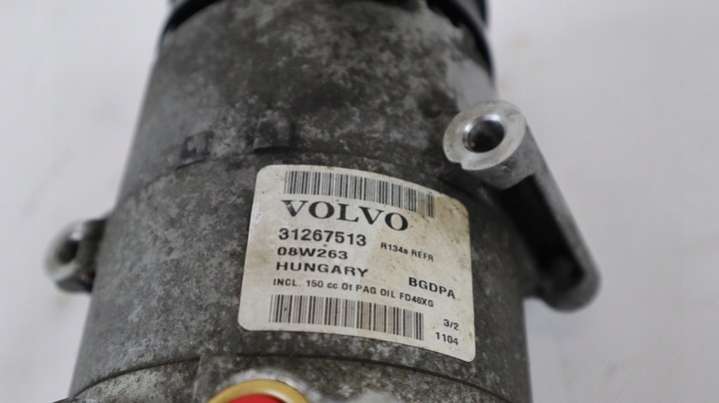 VOLVO
31267513 R134a REFR
08W263
HUNGARY BGDPA
INCL. 150 cc Of PAG OIL FD46XG
3/2
1104